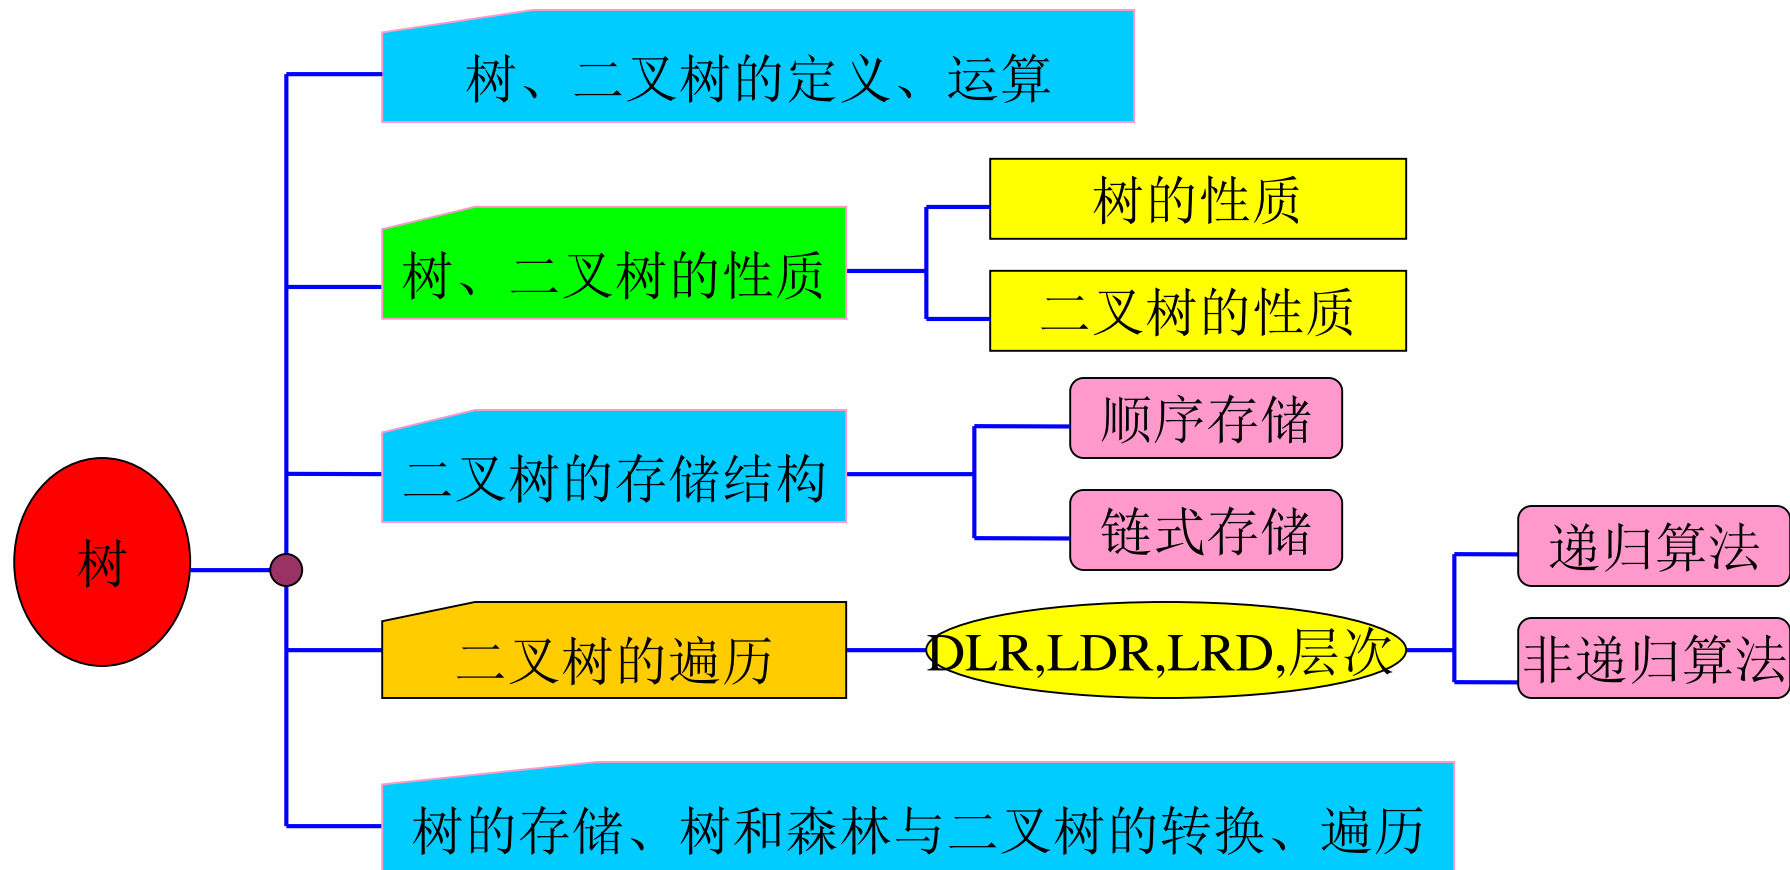 树、二叉树的定义、运算
树的性质
树、二叉树的性质
二叉树的性质
顺序存储
二叉树的存储结构
链式存储
递归算法
树
DLR,LDR,LRD,层次
非递归算法
二叉树的遍历
树的存储、树和森林与二叉树的转换、遍历